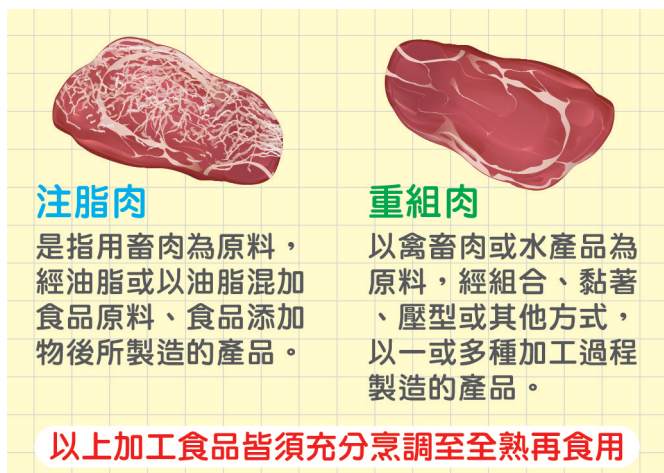 注脂肉
是指用畜肉為原料，
經油脂或以油脂混加
食品原料、食品添加
物後所製造的產品。
重組肉
以禽畜肉或水產品為
原料，經組合、黏著
、壓型或其他方式，
以一或多種加工過程
製造的產品。
以上加工食品皆須充分烹調至全熟再食用